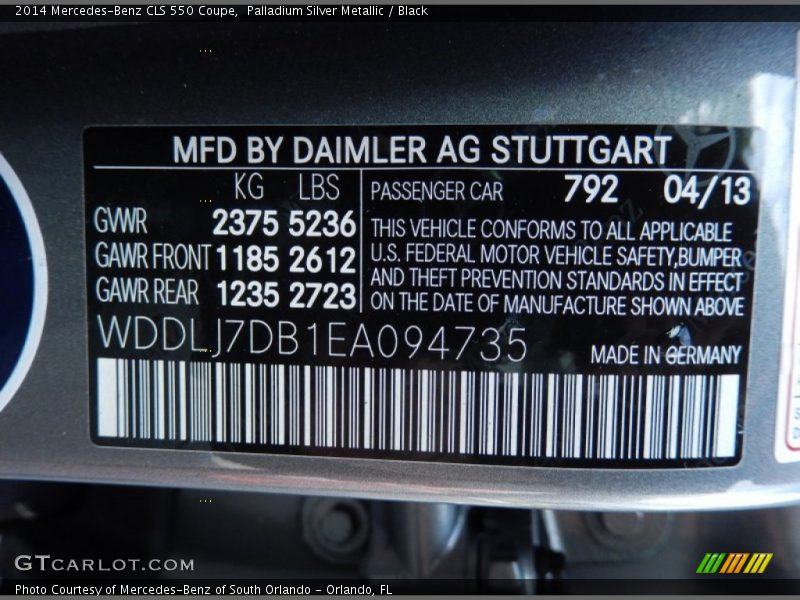 2014 Mercedes-Benz CLS 550 Coupe,  Palladium Silver Metallic / Black
MFD BY DAIMLER AG STUTTGART
KG LBS
GVWR 2375 5236
GAWR FRONT 1185 2612
GAWR REAR 1235 2723
PASSENGER CAR 792 04/13
THIS VEHICLE CONFORMS TO ALL APPLICABLE
U.S. FEDERAL MOTOR VEHICLE SAFETY,BUMPER
AND THEFT PREVENTION STANDARDS IN EFFECT
ON THE DATE OF MANUFACTURE SHOWN ABOVE
WDDLJ7DB1EA094735
MADE IN GERMANY
GTCARLOT.COM
Photo Courtesy of Mercedes-Benz of South Orlando - Orlando, FL